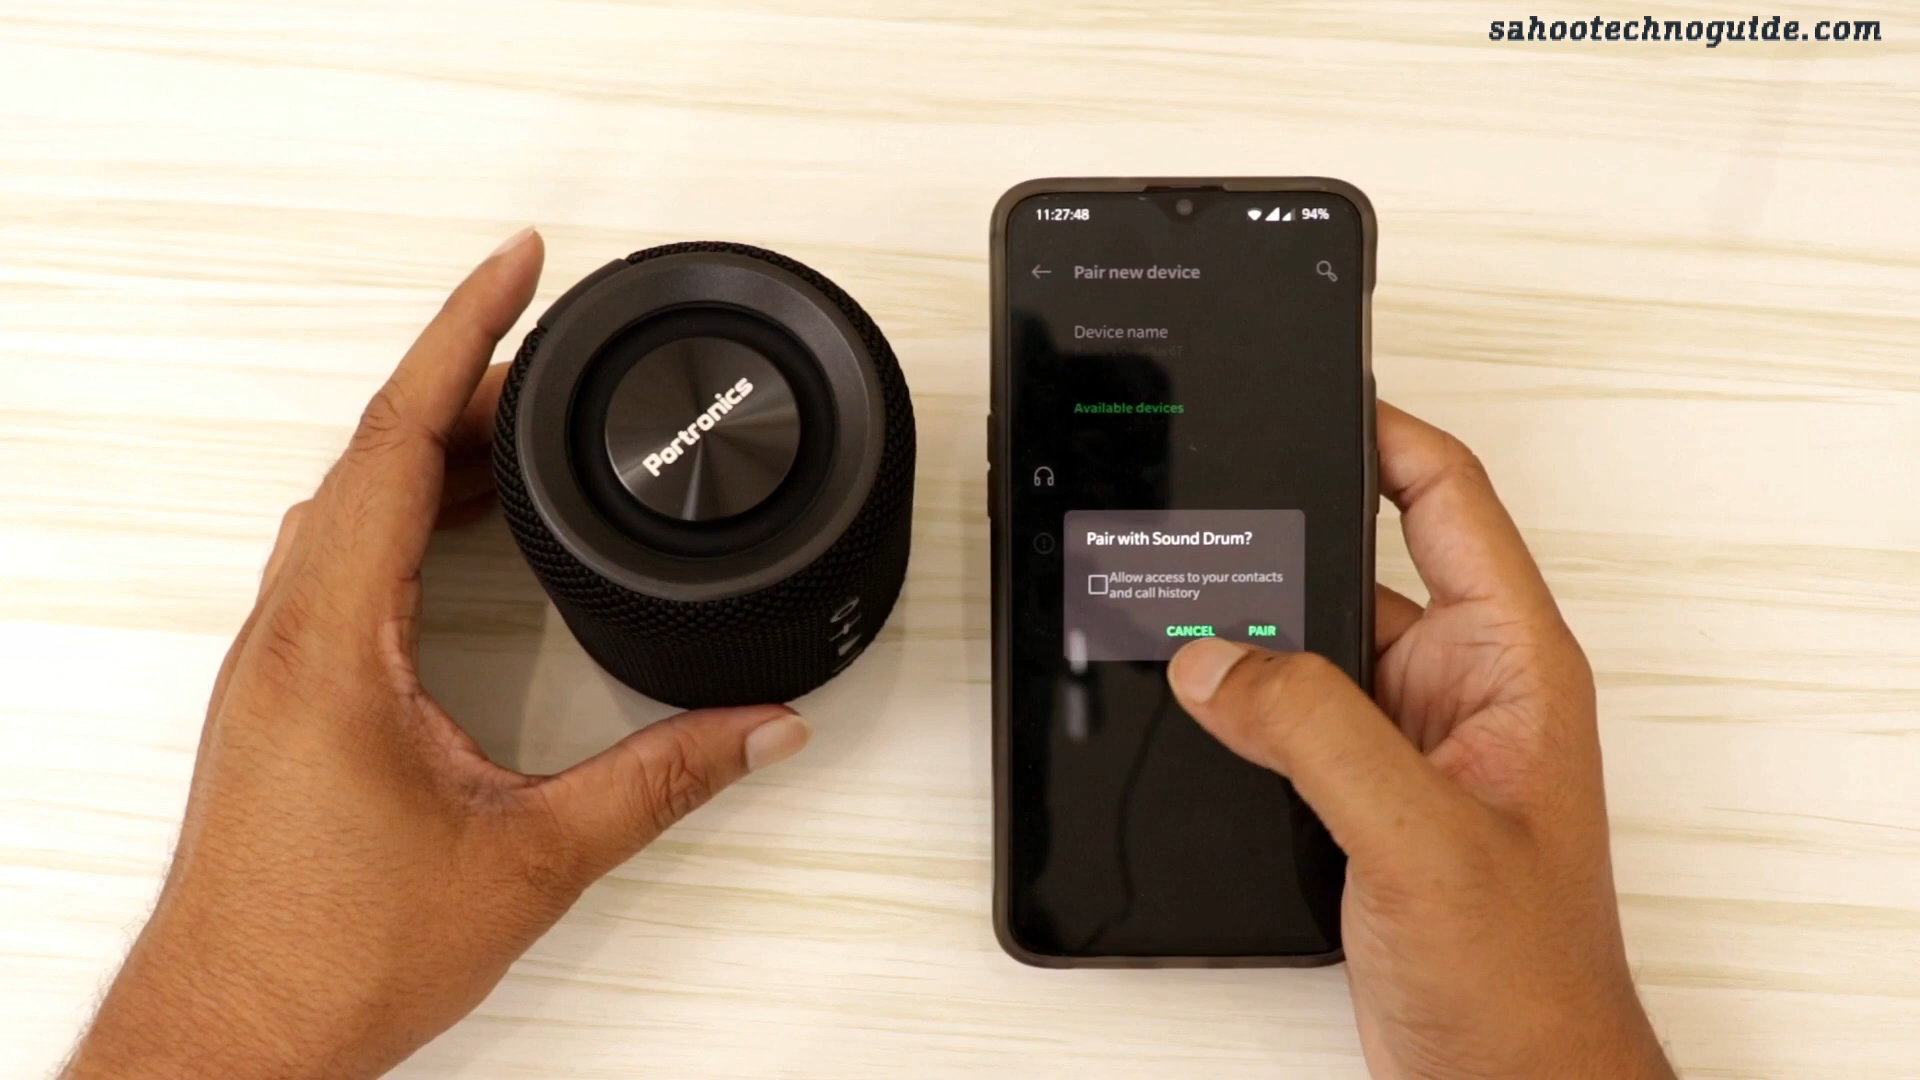 sahootechnoguide.com
Portronics
11:27:48
94%
Pair new device
Device name
Available devices
Pair with Sound Drum?
Allow access to your contacts
and call history
CANCEL PAIR